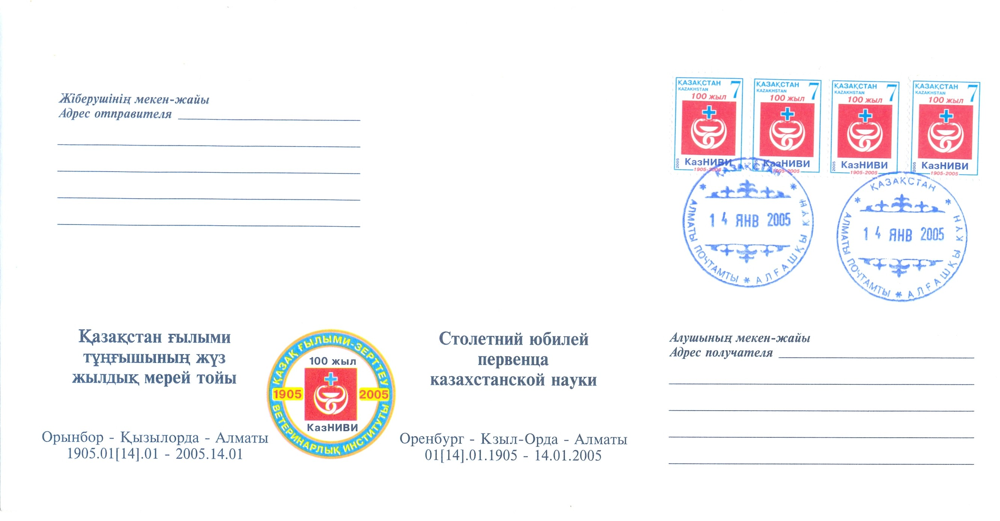 Жіберушінің мекен-жайы
Адрес отправителя
ҚАЗАҚСТАН 7
KAZAKHSTAN
100 жыл
2005
КазНИВИ
1905-2005
ҚАЗАҚСТАН 7
KAZAKHSTAN
100 жыл
2005
КазНИВИ
1905-2005
ҚАЗАҚСТАН 7
KAZAKHSTAN
100 жыл
2005
КазНИВИ
1905-2005
ҚАЗАҚСТАН 7
KAZAKHSTAN
100 жыл
2005
КазНИВИ
1905-2005
ҚАЗАҚСТАН
14 ЯНВ 2005
АЛМАТЫ ПОЧТАМТЫ * АЛҒАШҚЫ КҮН
ҚАЗАҚСТАН
14 ЯНВ 2005
АЛМАТЫ ПОЧТАМТЫ * АЛҒАШҚЫ КҮН
Қазақстан ғылыми
тұңғышының жүз
жылдық мерей тойы
Орынбор - Қызылорда - Алматы
1905.01[14].01 - 2005.14.01
ҚАЗАҚ ҒЫЛЫМИ-ЗЕРТТЕУ
100 жыл
1905 2005
КазНИВИ
ВЕТЕРИНАРЛЫҚ ИНСТИТУТЫ
Столетний юбилей
первенца
казахстанской науки
Оренбург - Кзыл-Орда - Алматы
01[14].01.1905 - 14.01.2005
Алушының мекен-жайы
Адрес получателя